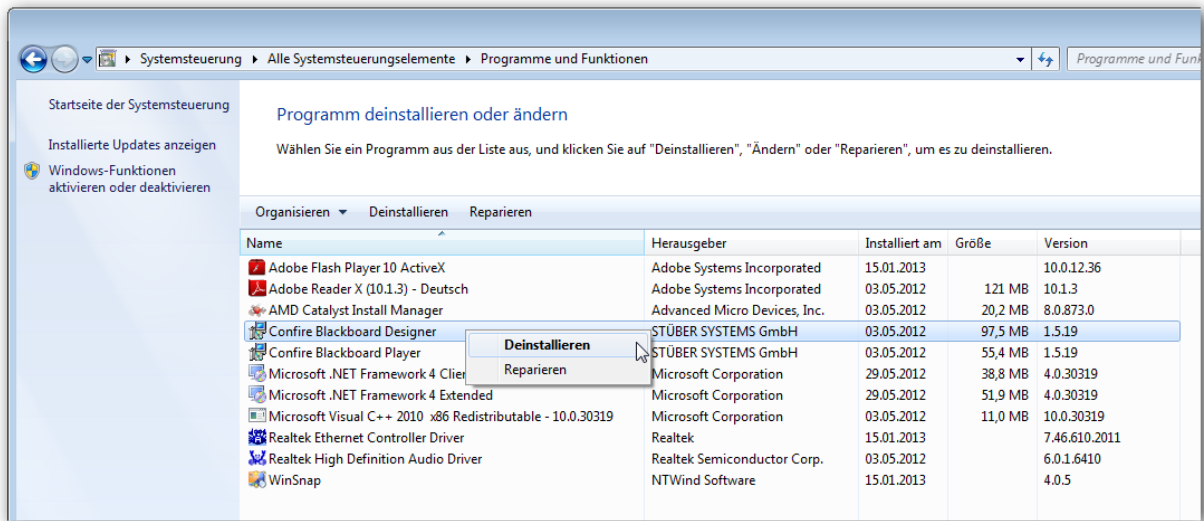 Systemsteuerung Alle Systemsteuerungselemente Programme und Funktionen Programme und Funk
Startseite der Systemsteuerung
Installierte Updates anzeigen
Windows-Funktionen
aktivieren oder deaktivieren
Programm deinstallieren oder ändern
Wählen Sie ein Programm aus der Liste aus, und klicken Sie auf "Deinstallieren", "Ändern" oder "Reparieren", um es zu deinstallieren.
Organisieren Deinstallieren Reparieren
Name Herausgeber Installiert am Größe Version
Adobe Flash Player 10 ActiveX Adobe Systems Incorporated 15.01.2013 10.0.12.36
Adobe Reader X (10.1.3) - Deutsch Adobe Systems Incorporated 03.05.2012 121 MB 10.1.3
AMD Catalyst Install Manager Advanced Micro Devices, Inc. 03.05.2012 20,2 MB 8.0.873.0
Confire Blackboard Designer STÜBER SYSTEMS GmbH 03.05.2012 97,5 MB 1.5.19
Deinstallieren
Confire Blackboard Player STÜBER SYSTEMS GmbH 03.05.2012 55,4 MB 1.5.19
Reparieren
Microsoft .NET Framework 4 Clie Microsoft Corporation 29.05.2012 38,8 MB 4.0.30319
Microsoft .NET Framework 4 Extended Microsoft Corporation 29.05.2012 51,9 MB 4.0.30319
Microsoft Visual C++ 2010 x86 Redistributable - 10.0.30319 Microsoft Corporation 03.05.2012 11,0 MB 10.0.30319
Realtek Ethernet Controller Driver Realtek 15.01.2013 7.46.610.2011
Realtek High Definition Audio Driver Realtek Semiconductor Corp. 03.05.2012 6.0.1.6410
WinSnap NTWind Software 15.01.2013 4.0.5